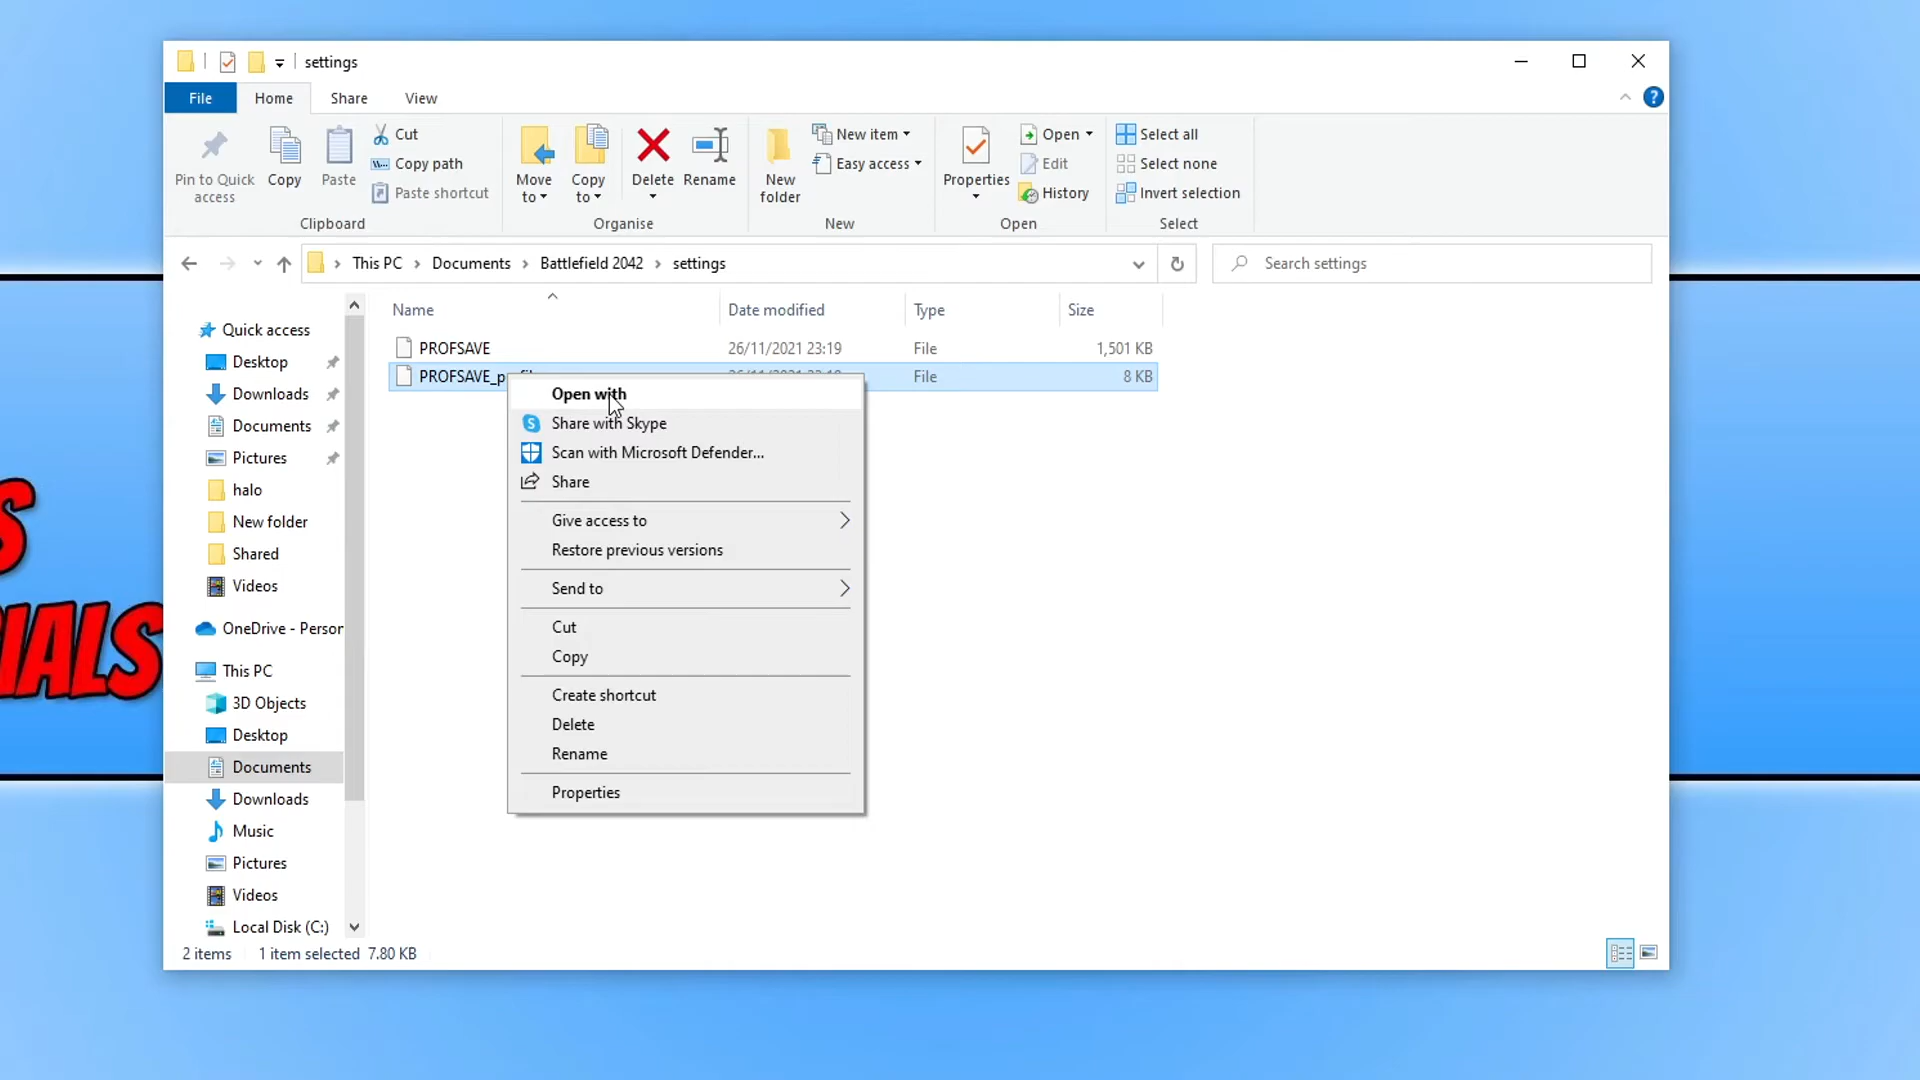 settings
File Home Share View
Pin to Quick access
Copy
Paste
Cut
Copy path
Paste shortcut
Clipboard
Move to
Copy to
Delete
Rename
Organise
New folder
New item
Easy access
New
Properties
Open
Edit
History
Open
Select all
Select none
Invert selection
Select
This PC > Documents > Battlefield 2042 > settings
Search settings
Name Date modified Type Size
PROFSAVE 26/11/2021 23:19 File 1,501 KB
File 8 KB
Open with
Share with Skype
Scan with Microsoft Defender...
Share
Give access to
Restore previous versions
Send to
Cut
Copy
Create shortcut
Delete
Rename
Properties
Quick access
Desktop
Downloads
Documents
Pictures
halo
New folder
Shared
Videos
OneDrive - Person
This PC
3D Objects
Desktop
Documents
Downloads
Music
Pictures
Videos
Local Disk (C:)
2 items 1 item selected 7.80 KB
S
IALS